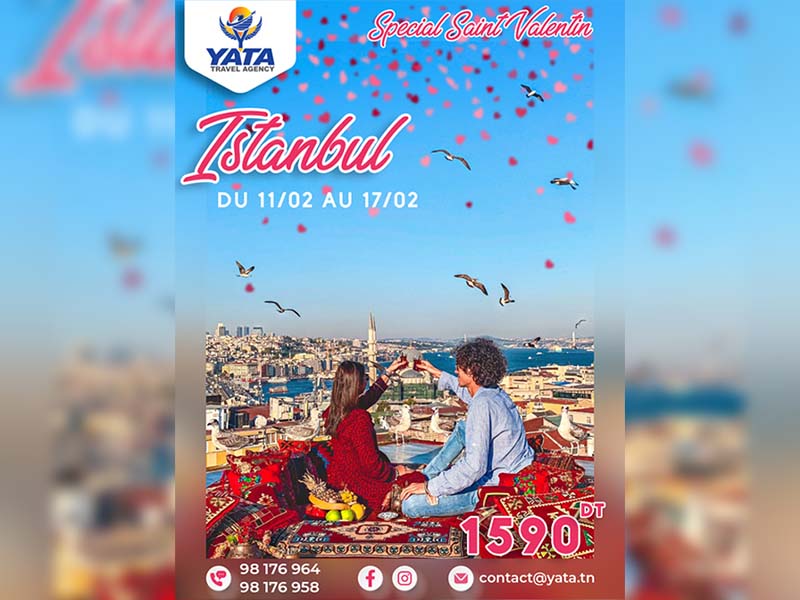 YATA
TRAVEL AGENCY
Special Saint Valentin
Istanbul
DU 11/02 AU 17/02
1590 DT
98 176 964
98 176 958
contact@yata.tn